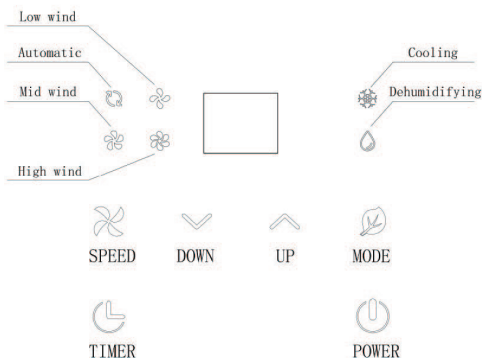 Low wind
Automatic
Cooling
Mid wind
Dehumidifying
High wind
SPEED
DOWN
UP
MODE
TIMER
POWER